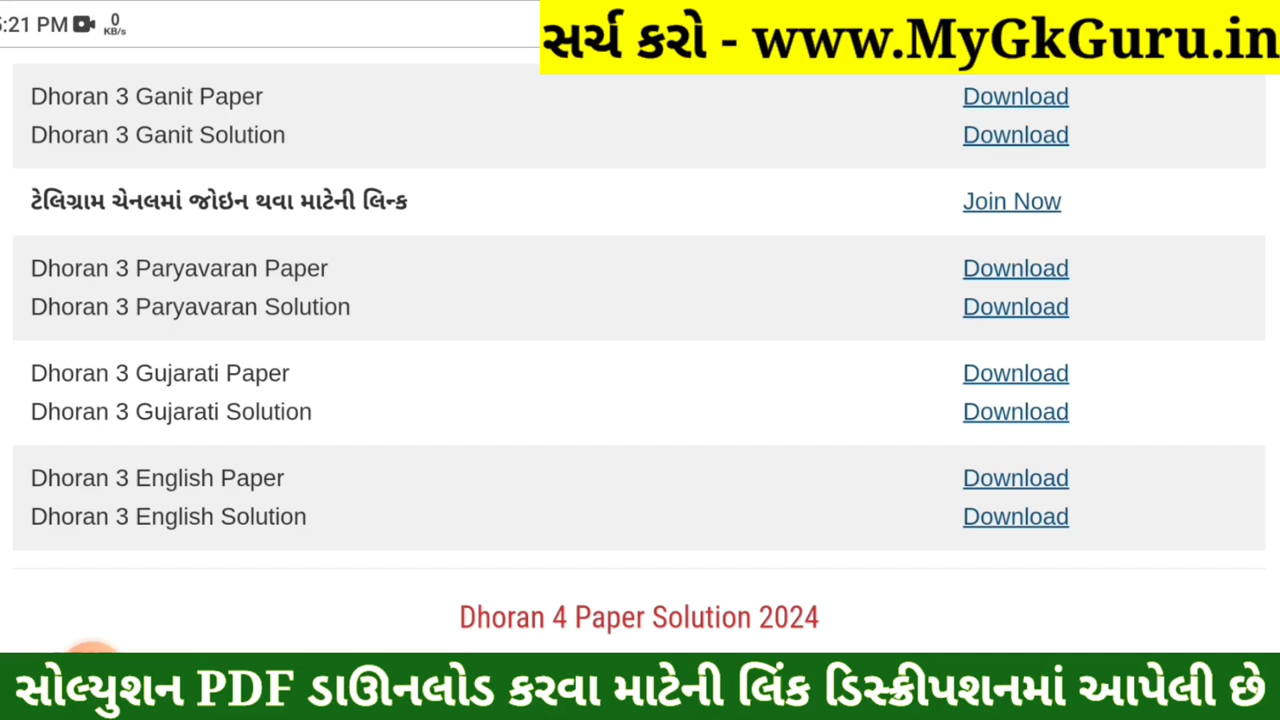 :21 PM 0 KB/s
સર્ચ કરો - www.MyGkGuru.in
Dhoran 3 Ganit Paper Download
Dhoran 3 Ganit Solution Download
ટેલિગ્રામ ચેનલમાં જોઇન થવા માટેની લિન્ક Join Now
Dhoran 3 Paryavaran Paper Download
Dhoran 3 Paryavaran Solution Download
Dhoran 3 Gujarati Paper Download
Dhoran 3 Gujarati Solution Download
Dhoran 3 English Paper Download
Dhoran 3 English Solution Download
Dhoran 4 Paper Solution 2024
સોલ્યુશન PDF ડાઊનલોડ કરવા માટેની લિંક ડિસ્ક્રીપશનમાં આપેલી છે